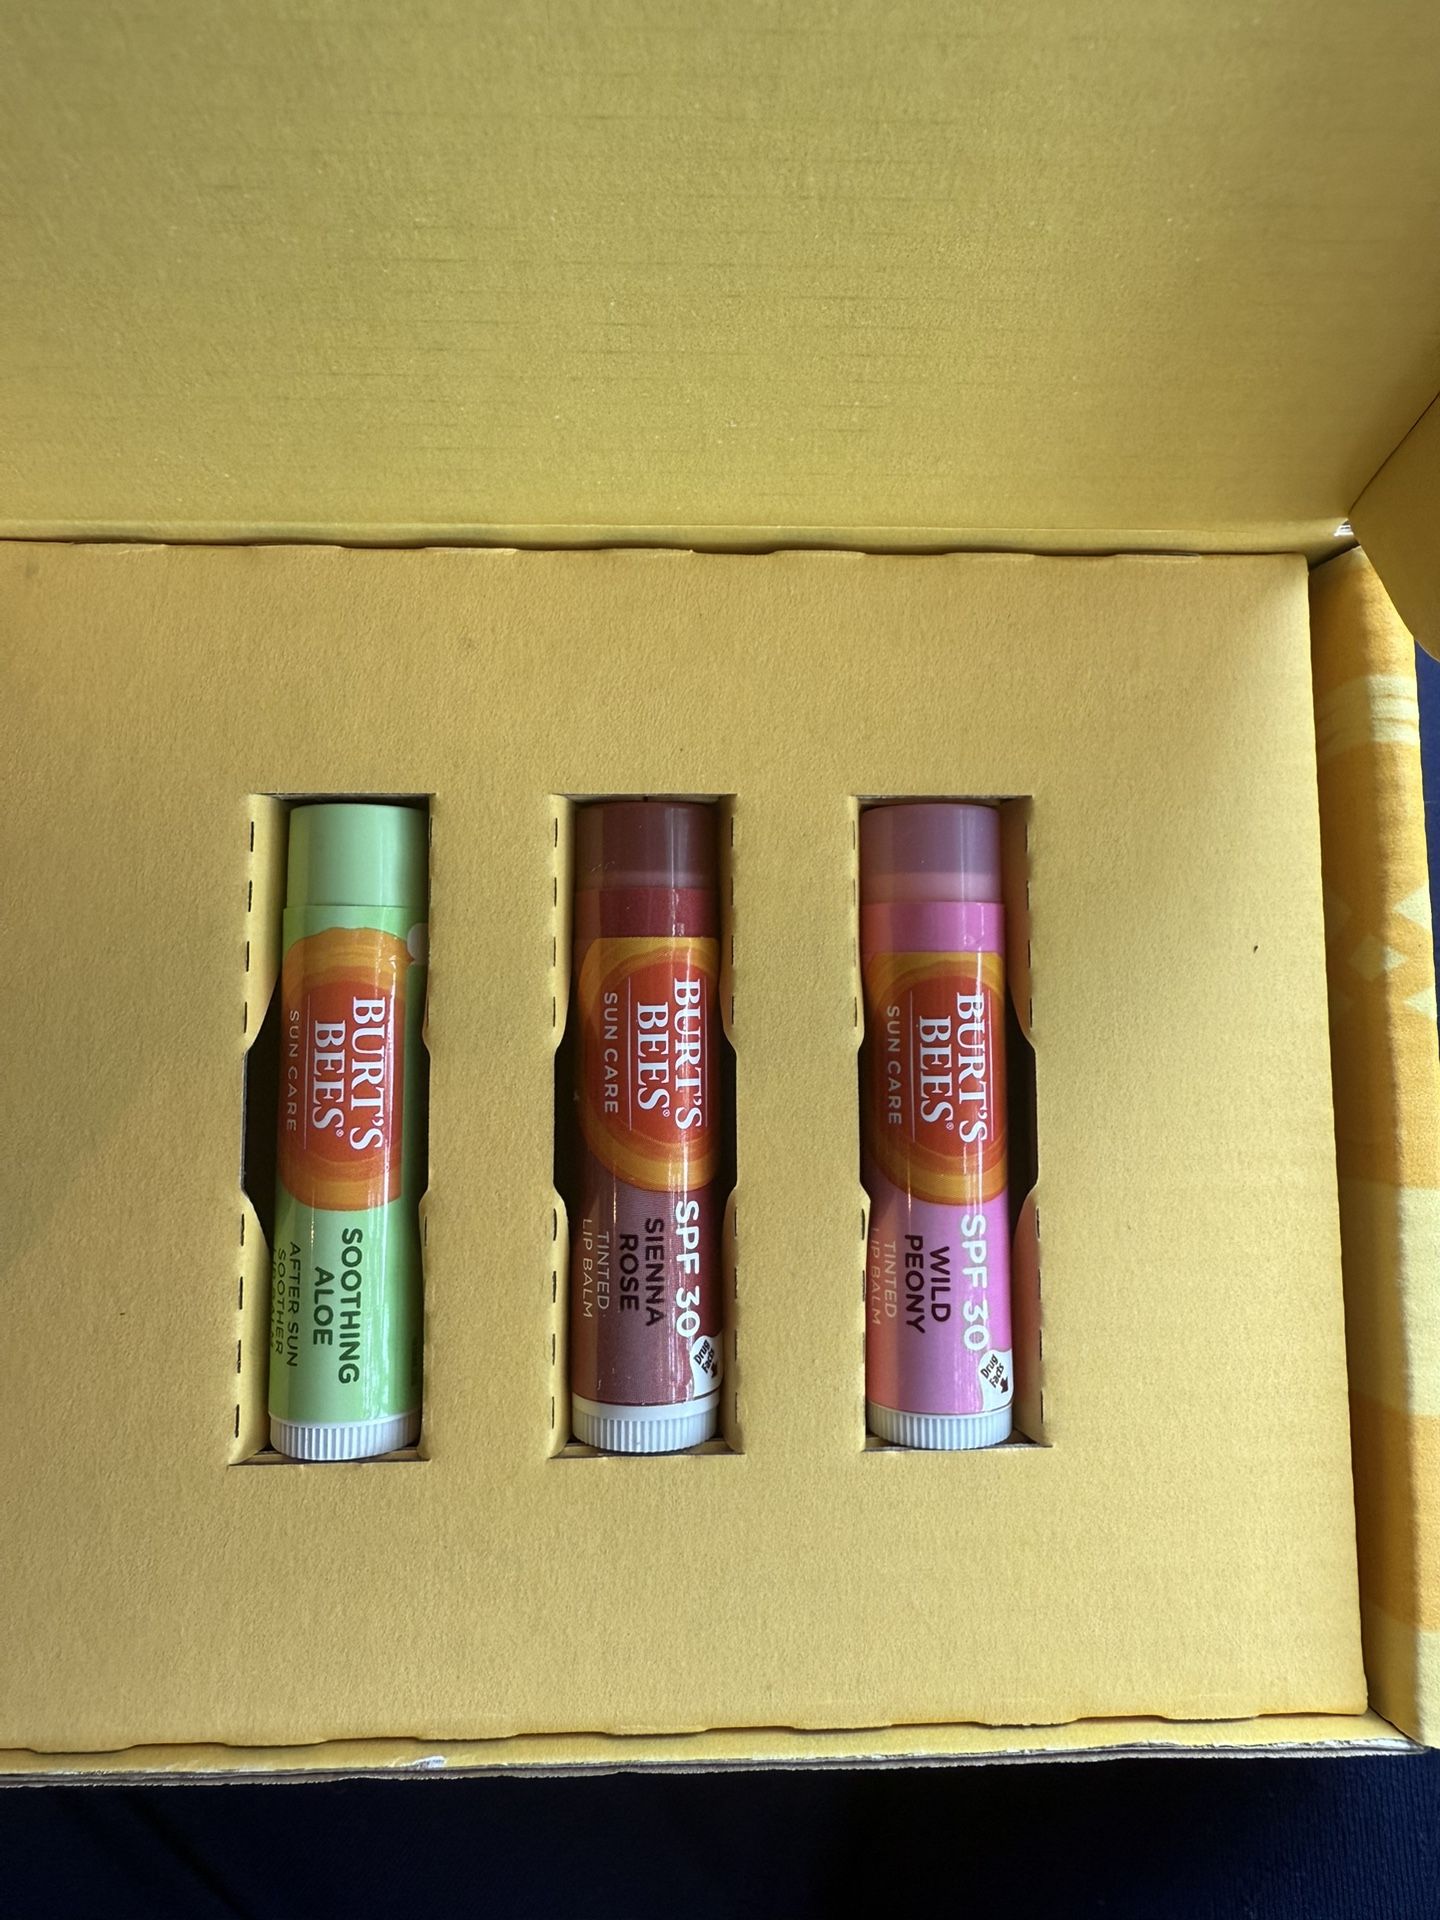 BURT'S
BEES®
SUN CARE
SOOTHING
ALOE
AFTER SUN
SOOTHER
BURT'S
BEES®
SUN CARE
SPF 30
SIENNA
ROSE
TINTED
LIP BALM
Drug
Facts
BURT'S
BEES®
SUN CARE
SPF 30
WILD
PEONY
TINTED
LIP BALM
Drug
Facts